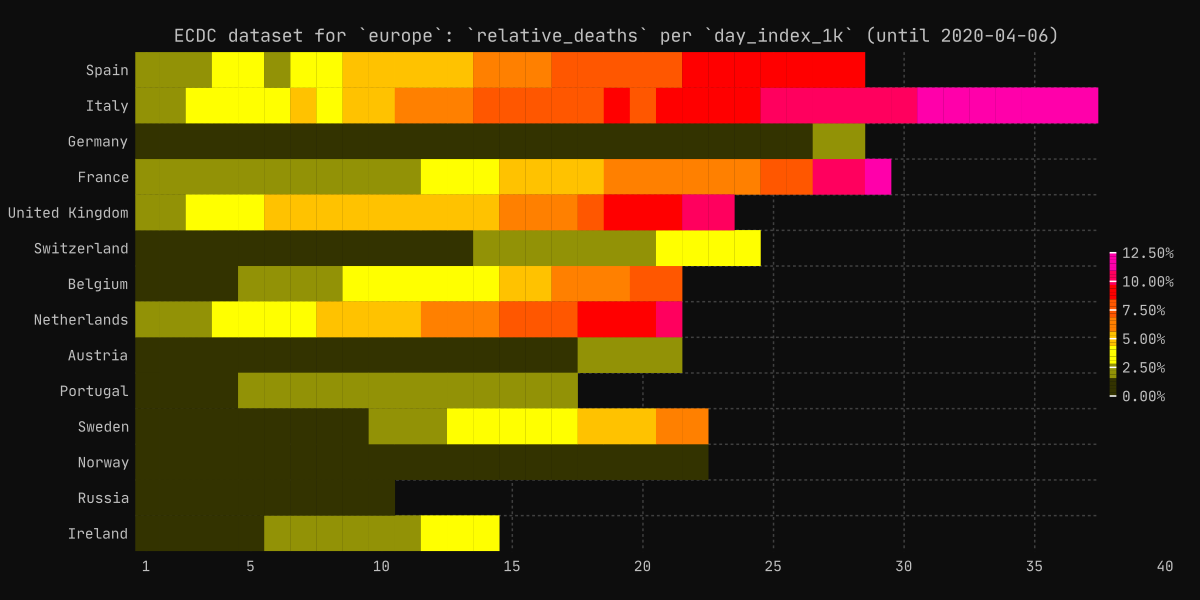 ECDC dataset for `europe`: `relative_deaths` per `day_index_1k` (until 2020-04-06)
Spain
Italy
Germany
France
United Kingdom
Switzerland
Belgium
Netherlands
Austria
Portugal
Sweden
Norway
Russia
Ireland
1 5 10 15 20 25 30 35 40
12.50%
10.00%
7.50%
5.00%
2.50%
0.00%